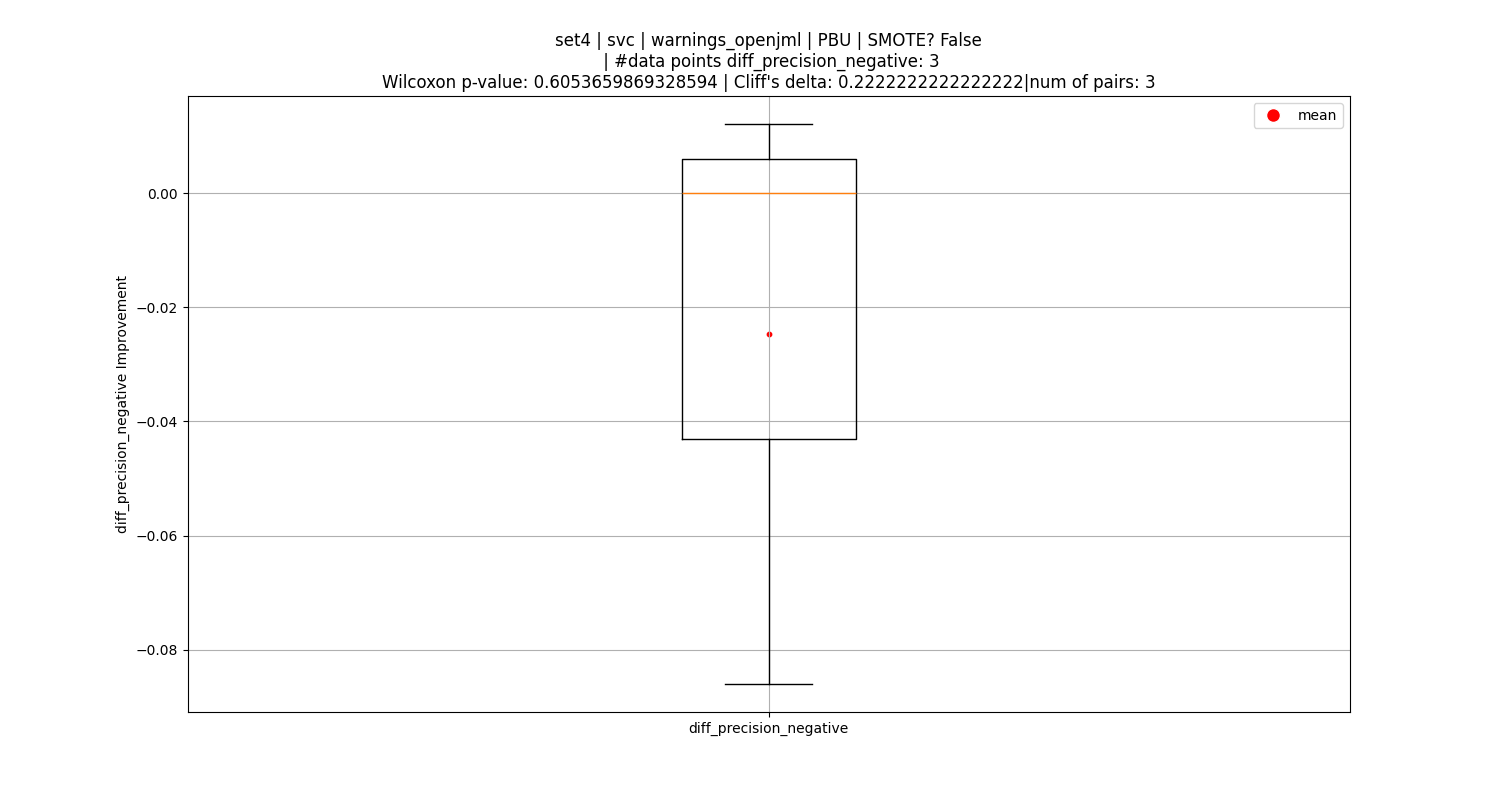 set4 | svc | warnings_openjml | PBU | SMOTE? False
| #data points diff_precision_negative: 3
Wilcoxon p-value: 0.6053659869328594 | Cliff's delta: 0.2222222222222222|num of pairs: 3
mean
0.00
−0.02
−0.04
−0.06
−0.08
diff_precision_negative Improvement
diff_precision_negative